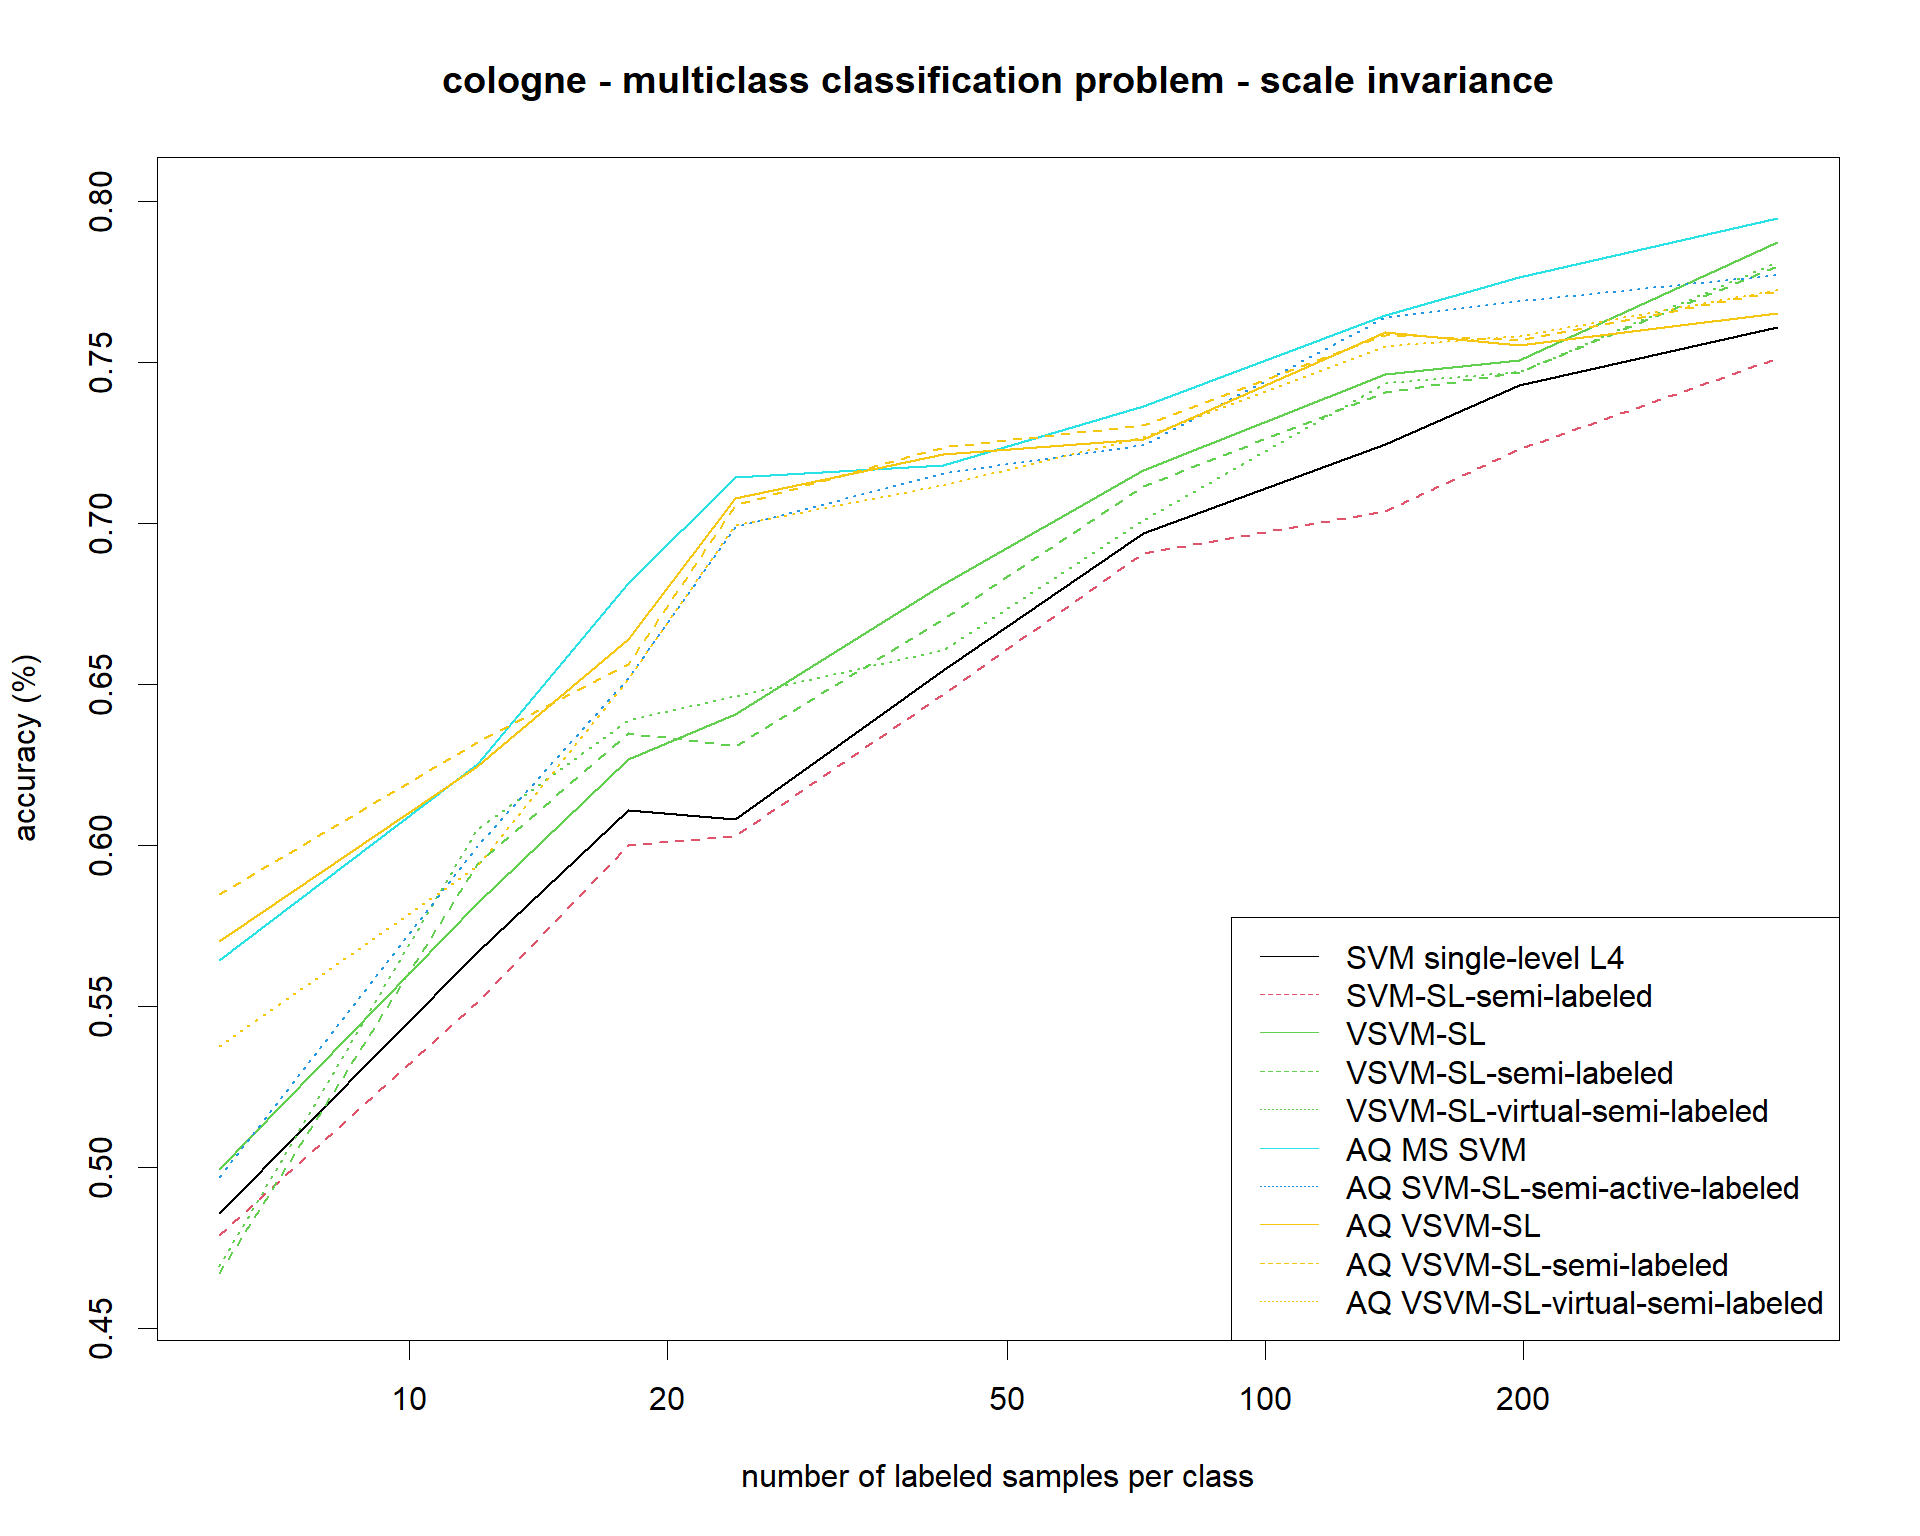 cologne - multiclass classification problem - scale invariance
accuracy (%)
0.80
0.75
0.70
0.65
0.60
0.55
0.50
0.45
SVM single-level L4
SVM-SL-semi-labeled
VSVM-SL
VSVM-SL-semi-labeled
VSVM-SL-virtual-semi-labeled
AQ MS SVM
AQ SVM-SL-semi-active-labeled
AQ VSVM-SL
AQ VSVM-SL-semi-labeled
AQ VSVM-SL-virtual-semi-labeled
10 20 50 100 200
number of labeled samples per class